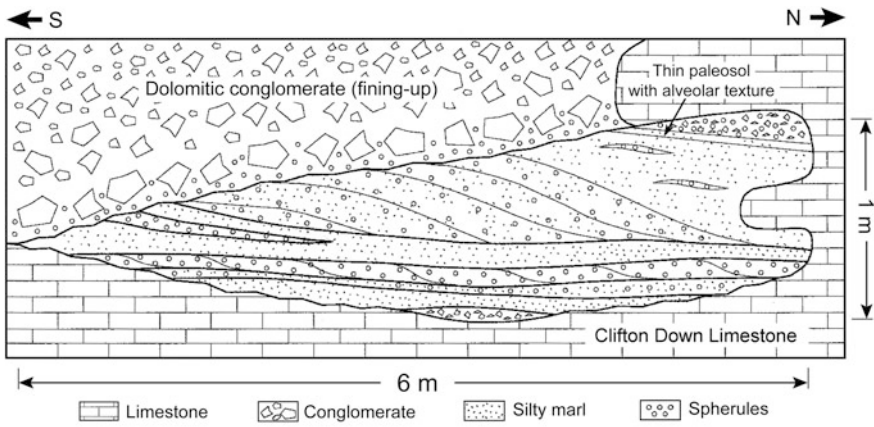 S
N
Dolomitic conglomerate (fining-up)
Thin paleosol
with alveolar texture
1 m
Clifton Down Limestone
6 m
Limestone
Conglomerate
Silty marl
Spherules